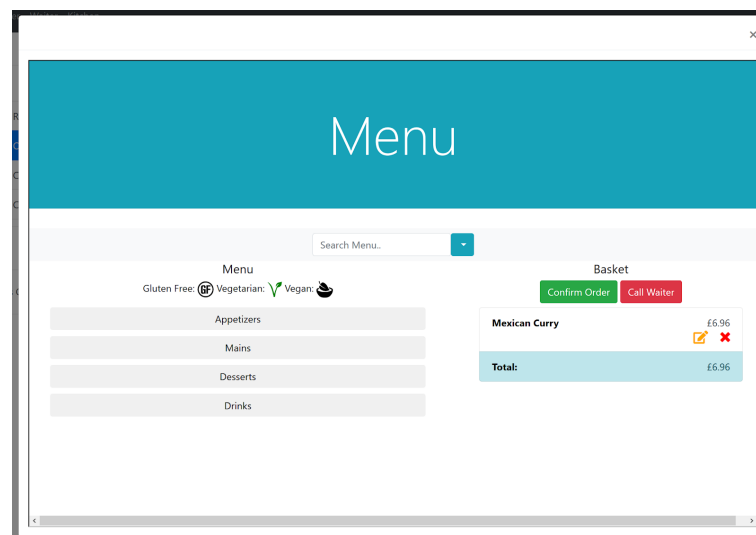 ×
Menu
Search Menu..
Menu
Gluten Free: GF Vegetarian: V Vegan:
Appetizers
Mains
Desserts
Drinks
Basket
Confirm Order Call Waiter
Mexican Curry £6.96
Total: £6.96